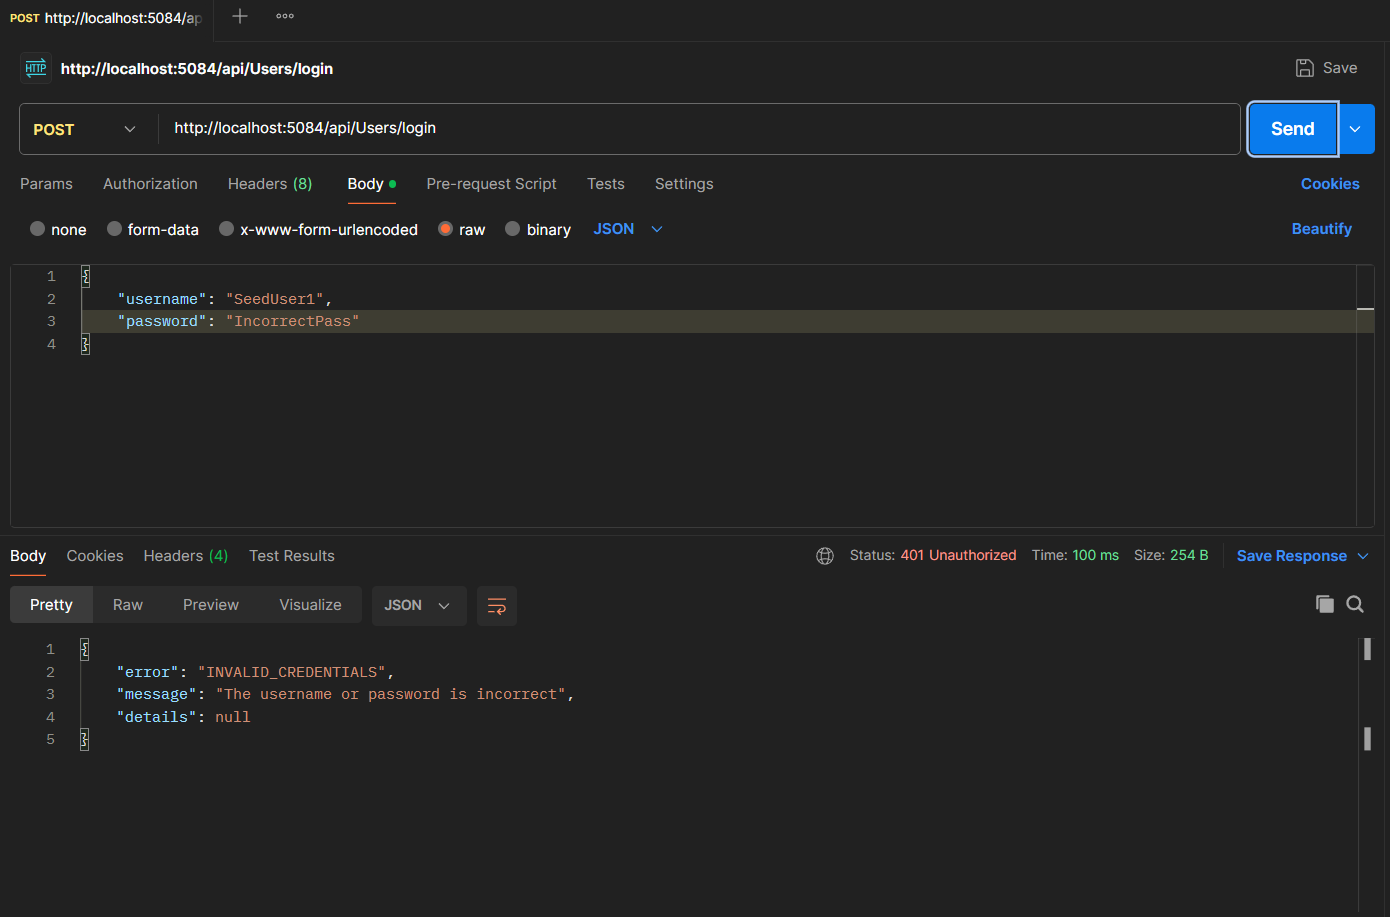 POST http://localhost:5084/ap
HTTP http://localhost:5084/api/Users/login
Save
POST http://localhost:5084/api/Users/login Send
Params Authorization Headers (8) Body Pre-request Script Tests Settings Cookies
none form-data x-www-form-urlencoded raw binary JSON Beautify
1 {
2 "username": "SeedUser1",
3 "password": "IncorrectPass"
4 }
Body Cookies Headers (4) Test Results Status: 401 Unauthorized Time: 100 ms Size: 254 B Save Response
Pretty Raw Preview Visualize JSON
1 {
2 "error": "INVALID_CREDENTIALS",
3 "message": "The username or password is incorrect",
4 "details": null
5 }